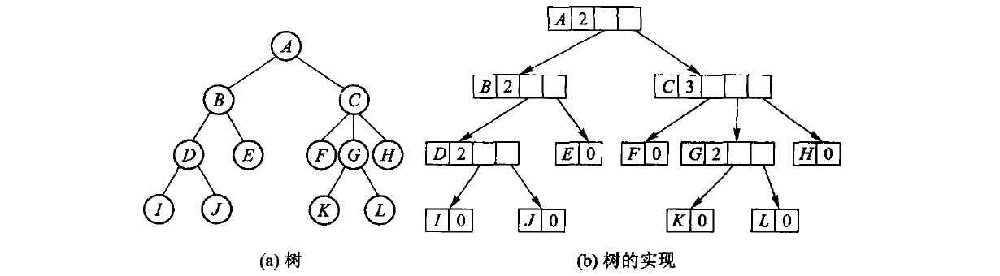 A 2
A
B 2
C 3
B
C
D
E
F
G
H
D 2
E 0
F 0
G 2
H 0
I
J
K
L
I 0
J 0
K 0
L 0
(a) 树
(b) 树的实现